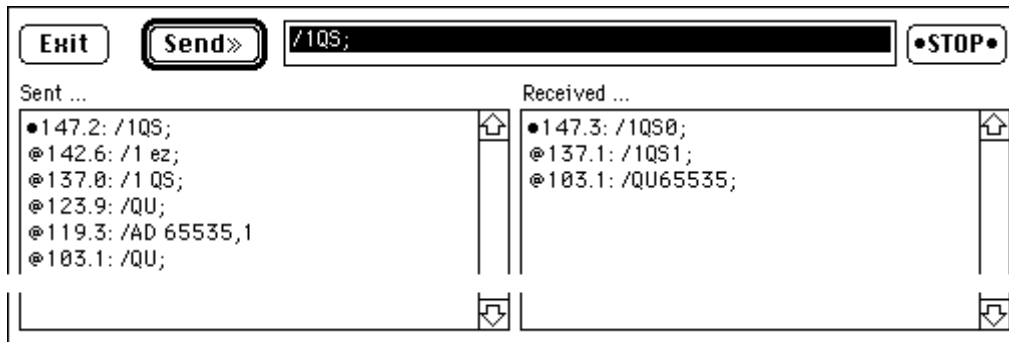 Exit Send» /1QS; •STOP•
Sent ... Received ...
•147.2: /1QS;
@142.6: /1 ez;
@137.0: /1 QS;
@123.9: /QU;
@119.3: /AD 65535,1
@103.1: /QU;
•147.3: /1QS0;
@137.1: /1QS1;
@103.1: /QU65535;